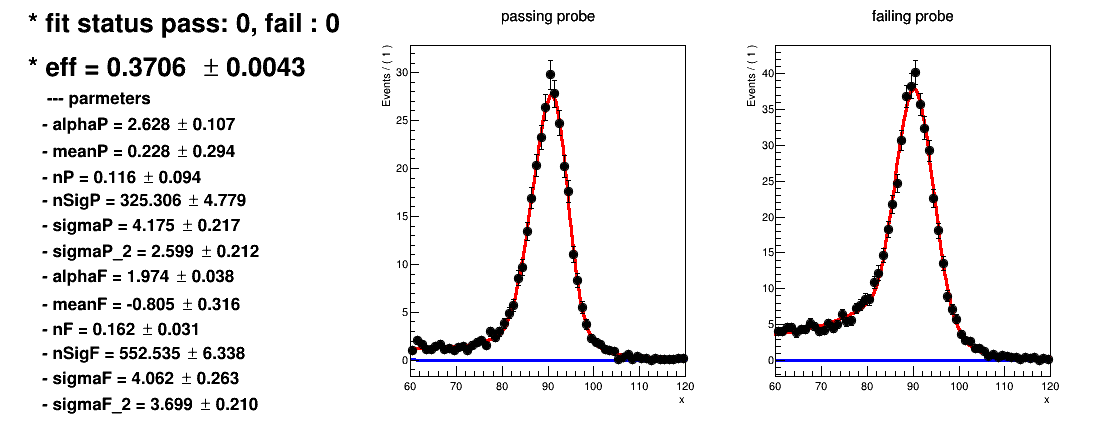 * fit status pass: 0, fail : 0
* eff = 0.3706 ± 0.0043
--- parmeters
- alphaP = 2.628 ± 0.107
- meanP = 0.228 ± 0.294
- nP = 0.116 ± 0.094
- nSigP = 325.306 ± 4.779
- sigmaP = 4.175 ± 0.217
- sigmaP_2 = 2.599 ± 0.212
- alphaF = 1.974 ± 0.038
- meanF = -0.805 ± 0.316
- nF = 0.162 ± 0.031
- nSigF = 552.535 ± 6.338
- sigmaF = 4.062 ± 0.263
- sigmaF_2 = 3.699 ± 0.210
passing probe
Events / ( 1 )
30
25
20
15
10
5
0
60 70 80 90 100 110 120
x
failing probe
Events / ( 1 )
40
35
30
25
20
15
10
5
0
60 70 80 90 100 110 120
x